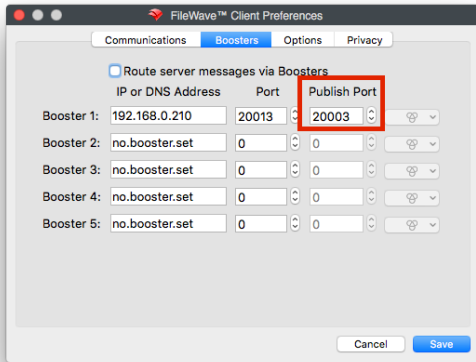 FileWave Client Preferences
Communications Boosters Options Privacy
Route server messages via Boosters
IP or DNS Address Port Publish Port
Booster 1: 192.168.0.210 20013 20003
Booster 2: no.booster.set 0 0
Booster 3: no.booster.set 0 0
Booster 4: no.booster.set 0 0
Booster 5: no.booster.set 0 0
Cancel Save